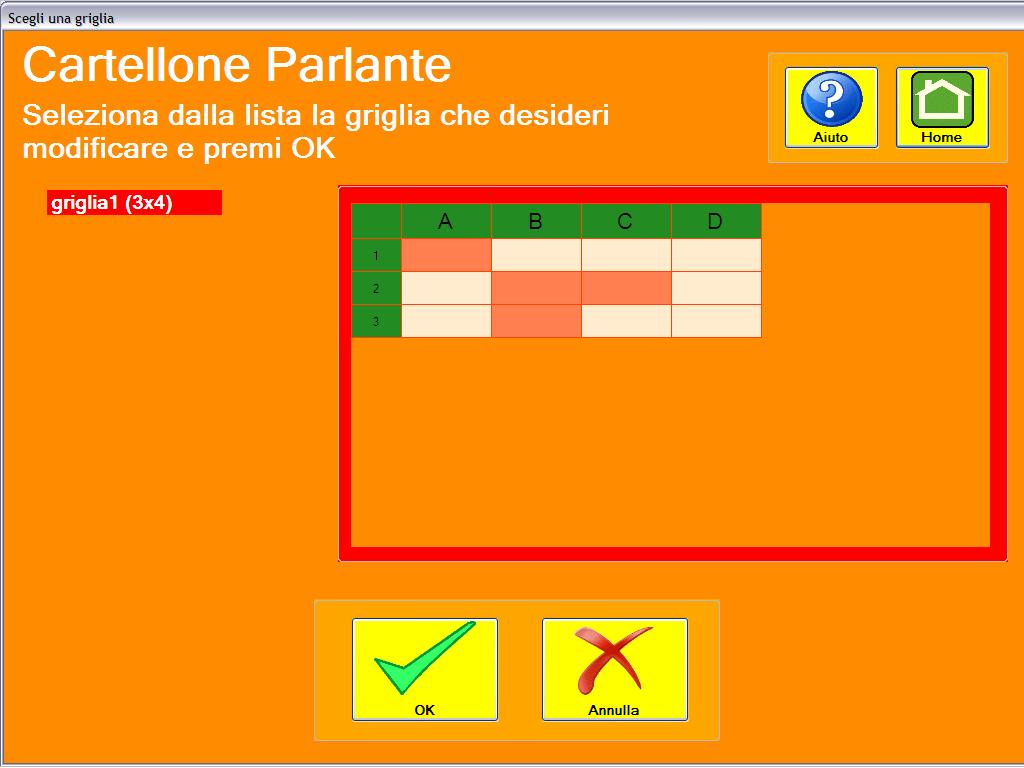 Scegli una griglia
Cartellone Parlante
Seleziona dalla lista la griglia che desideri
modificare e premi OK
Aiuto
Home
griglia1 (3x4)
A B C D
1
2
3
OK
Annulla